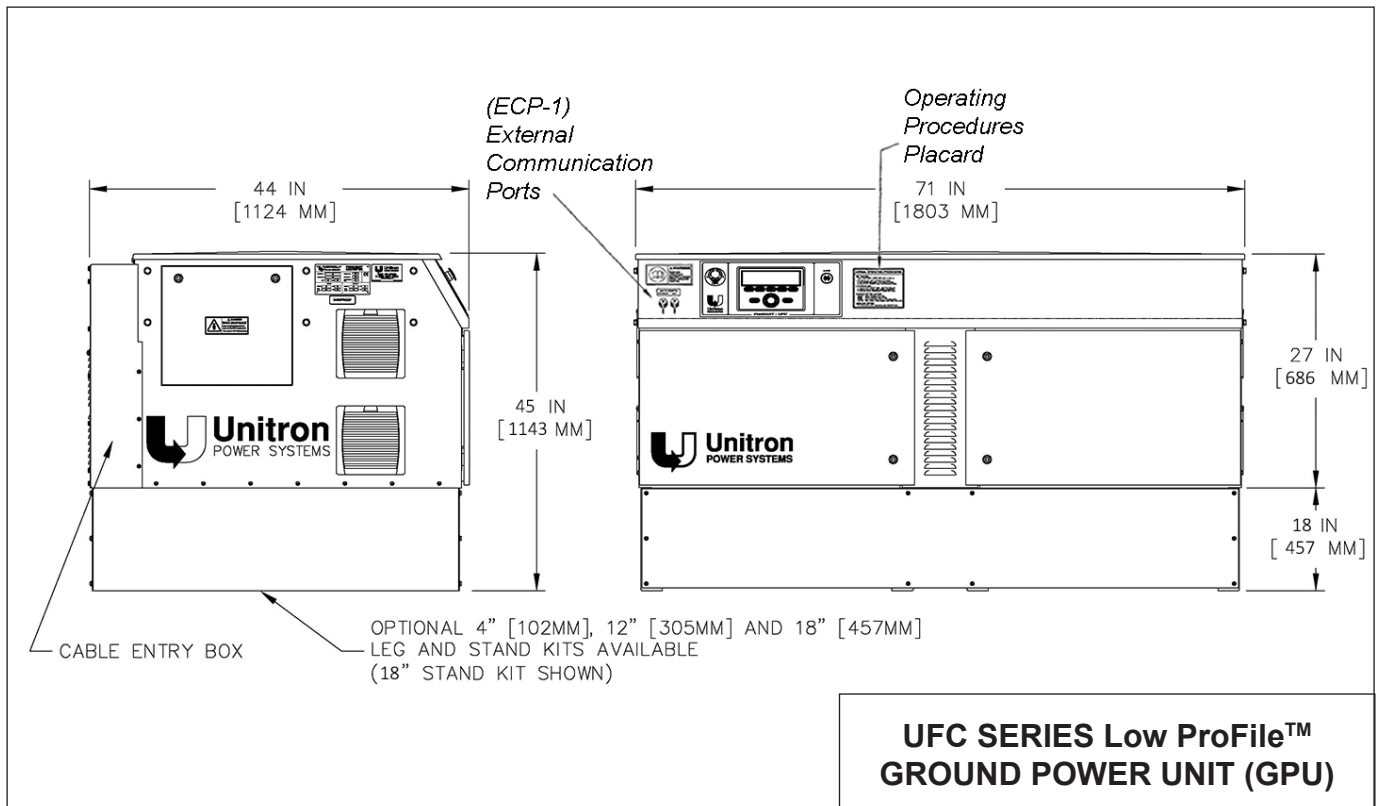 (ECP-1)
External
Communication
Ports
Operating
Procedures
Placard
44 IN
[1124 MM]
71 IN
[1803 MM]
45 IN
[1143 MM]
27 IN
[686 MM]
18 IN
[457 MM]
Unitron
POWER SYSTEMS
Unitron
POWER SYSTEMS
Unitron
CABLE ENTRY BOX
OPTIONAL 4” [102MM], 12” [305MM] AND 18” [457MM]
LEG AND STAND KITS AVAILABLE
(18” STAND KIT SHOWN)
UFC SERIES Low ProFile™
GROUND POWER UNIT (GPU)